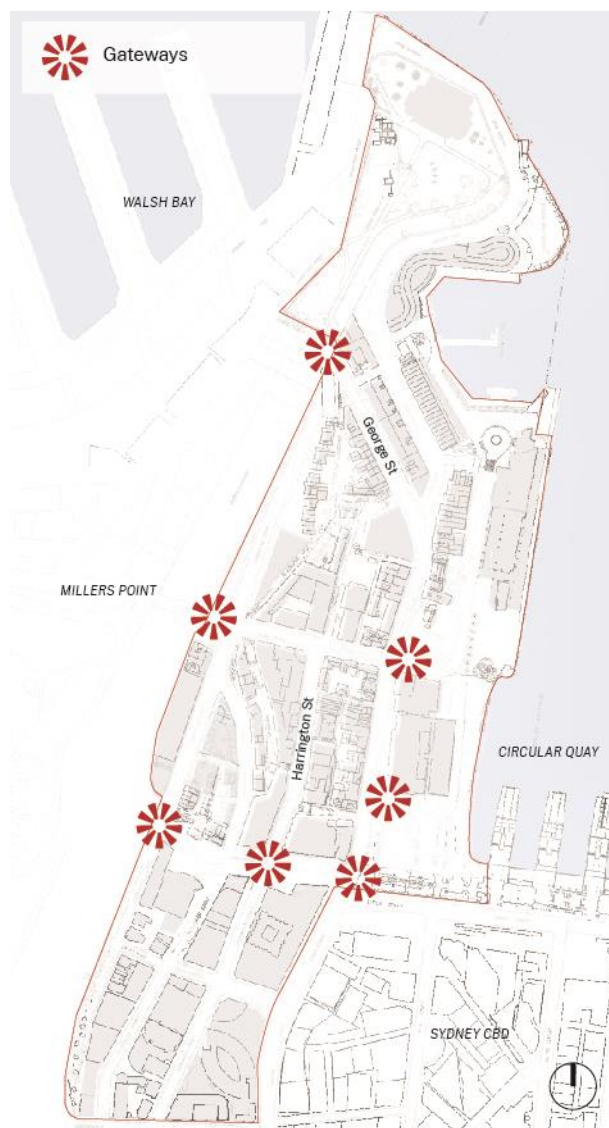 Gateways
WALSH BAY
George St
MILLERS POINT
Harrington St
CIRCULAR QUAY
SYDNEY CBD